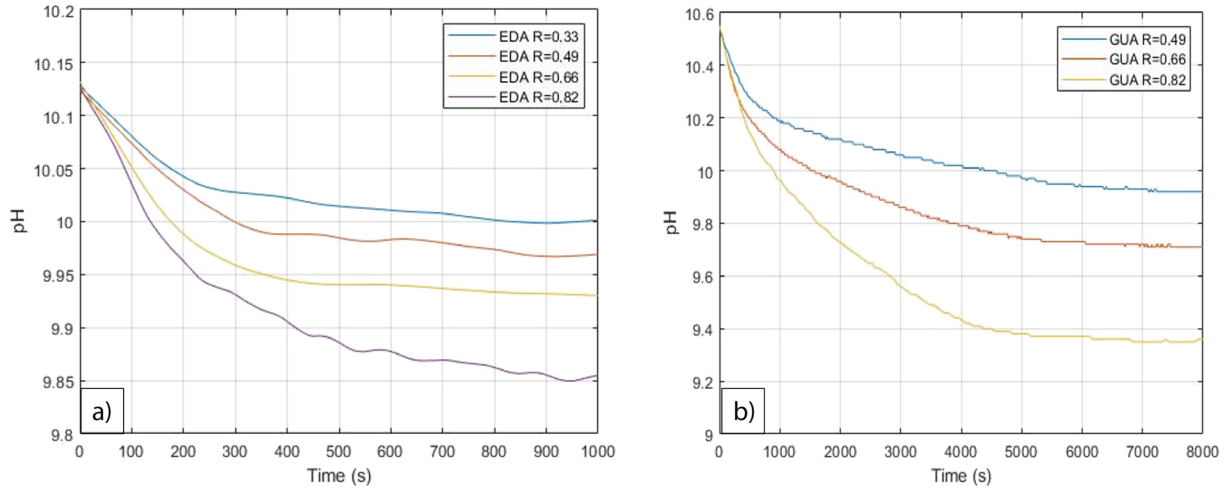 10.2
10.15
10.1
10.05
10
9.95
9.9
9.85
9.8
pH
EDA R=0.33
EDA R=0.49
EDA R=0.66
EDA R=0.82
a)
0 100 200 300 400 500 600 700 800 900 1000
Time (s)
10.6
10.4
10.2
10
9.8
9.6
9.4
9.2
9
pH
GUA R=0.49
GUA R=0.66
GUA R=0.82
b)
0 1000 2000 3000 4000 5000 6000 7000 8000
Time (s)